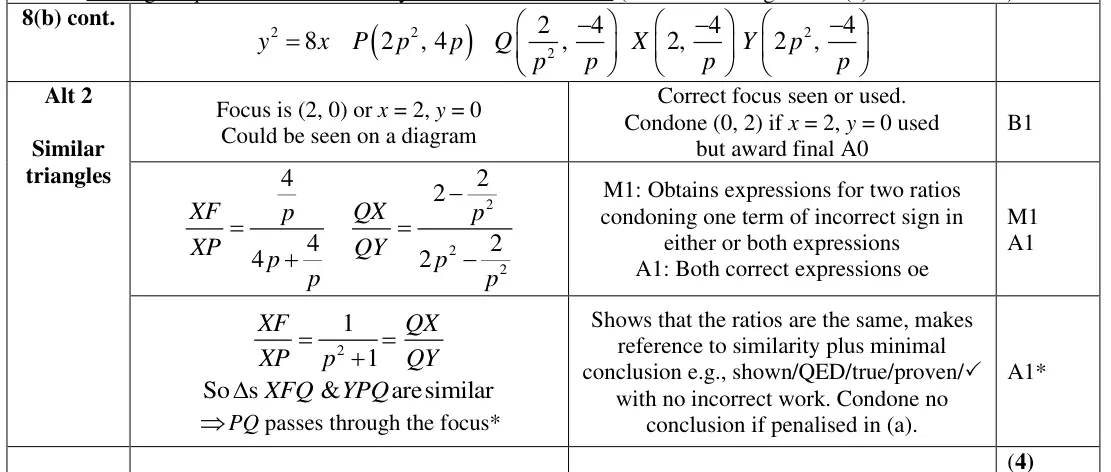 8(b) cont.
y² = 8x P(2p², 4p) Q(2/p², -4/p) X(2, -4/p) Y(2p², -4/p)
Alt 2
Similar
triangles
Focus is (2, 0) or x = 2, y = 0
Could be seen on a diagram
Correct focus seen or used.
Condone (0, 2) if x = 2, y = 0 used
but award final A0
B1
XF/XP = (4/p)/(4p + 4/p) QX/QY = (2 - 2/p²)/(2p² - 2/p²)
M1: Obtains expressions for two ratios
condoning one term of incorrect sign in
either or both expressions
A1: Both correct expressions oe
M1
A1
XF/XP = 1/(p² + 1) = QX/QY
So Δs XFQ & YPQ are similar
⇒ PQ passes through the focus*
Shows that the ratios are the same, makes
reference to similarity plus minimal
conclusion e.g., shown/QED/true/proven/✓
with no incorrect work. Condone no
conclusion if penalised in (a).
A1*
(4)